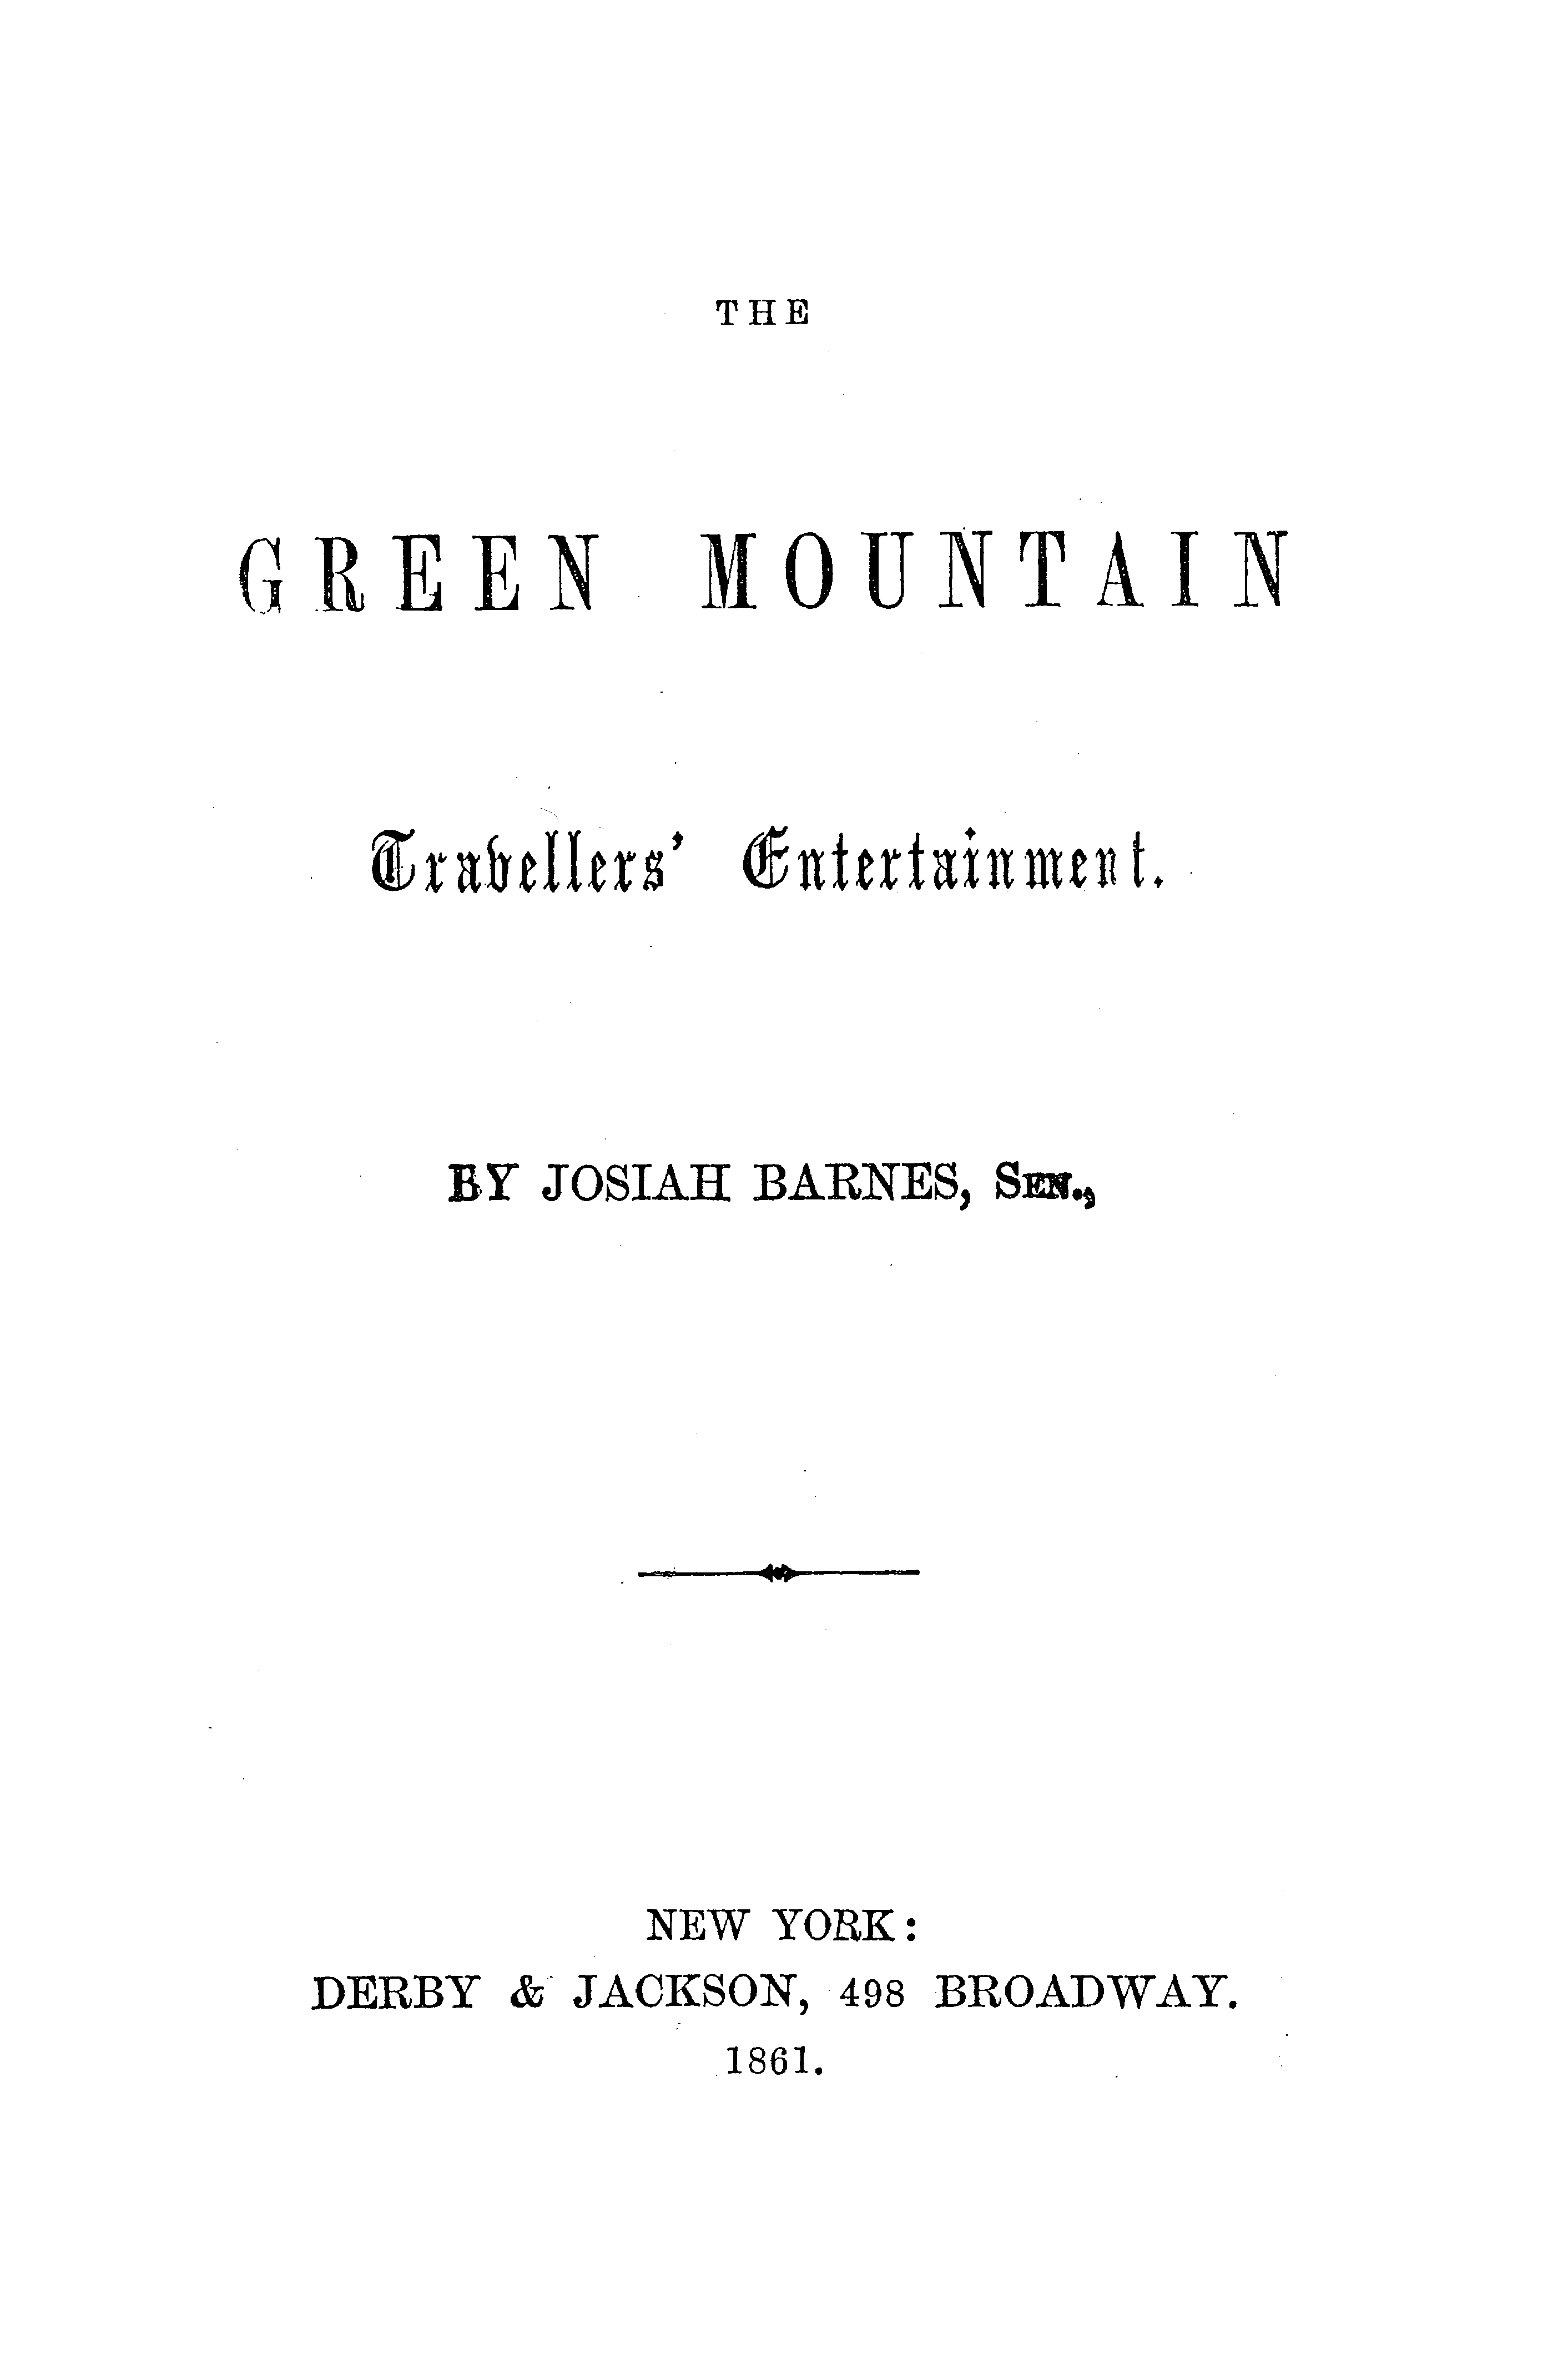 THE
GREEN MOUNTAIN
Travellers' Entertainment.
BY JOSIAH BARNES, SEN.,
NEW YORK:
DERBY & JACKSON, 498 BROADWAY.
1861.